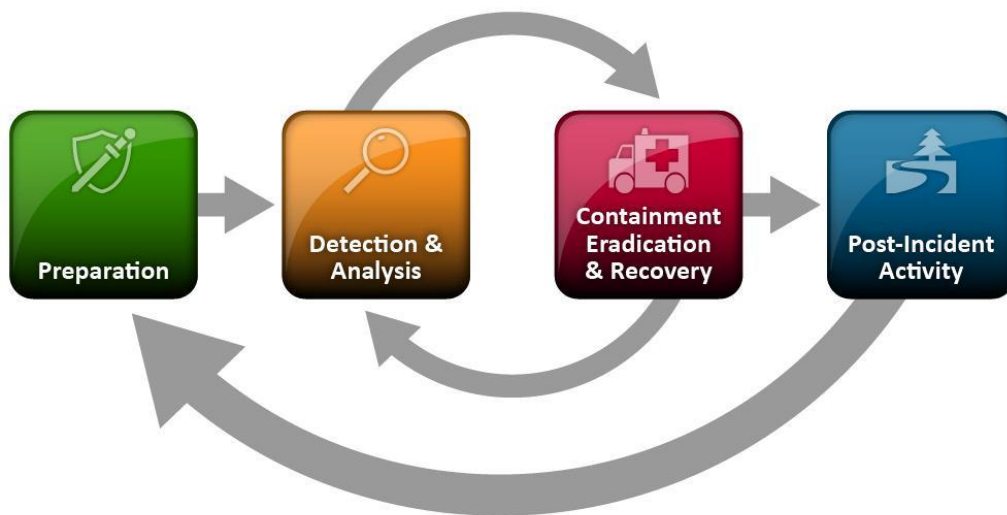 Preparation
Detection &
Analysis
Containment
Eradication
& Recovery
Post-Incident
Activity